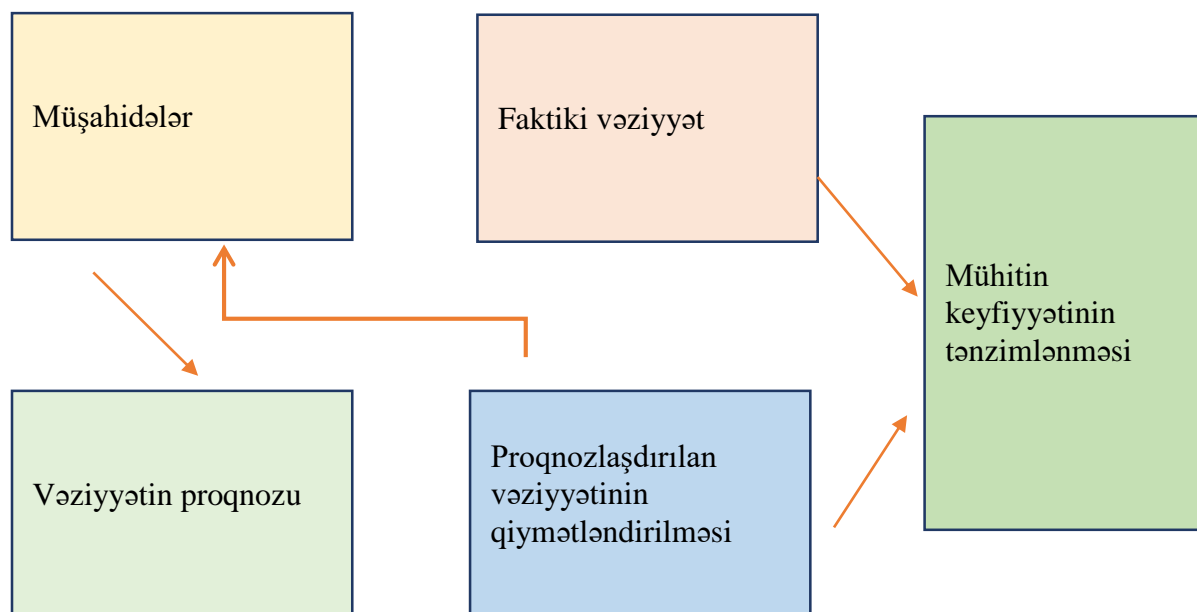 Müşahidələr
Faktiki vəziyyət
Mühitin
keyfiyyətinin
tənzimlənməsi
Vəziyyətin proqnozu
Proqnozlaşdırılan
vəziyyətinin
qiymətləndirilməsi